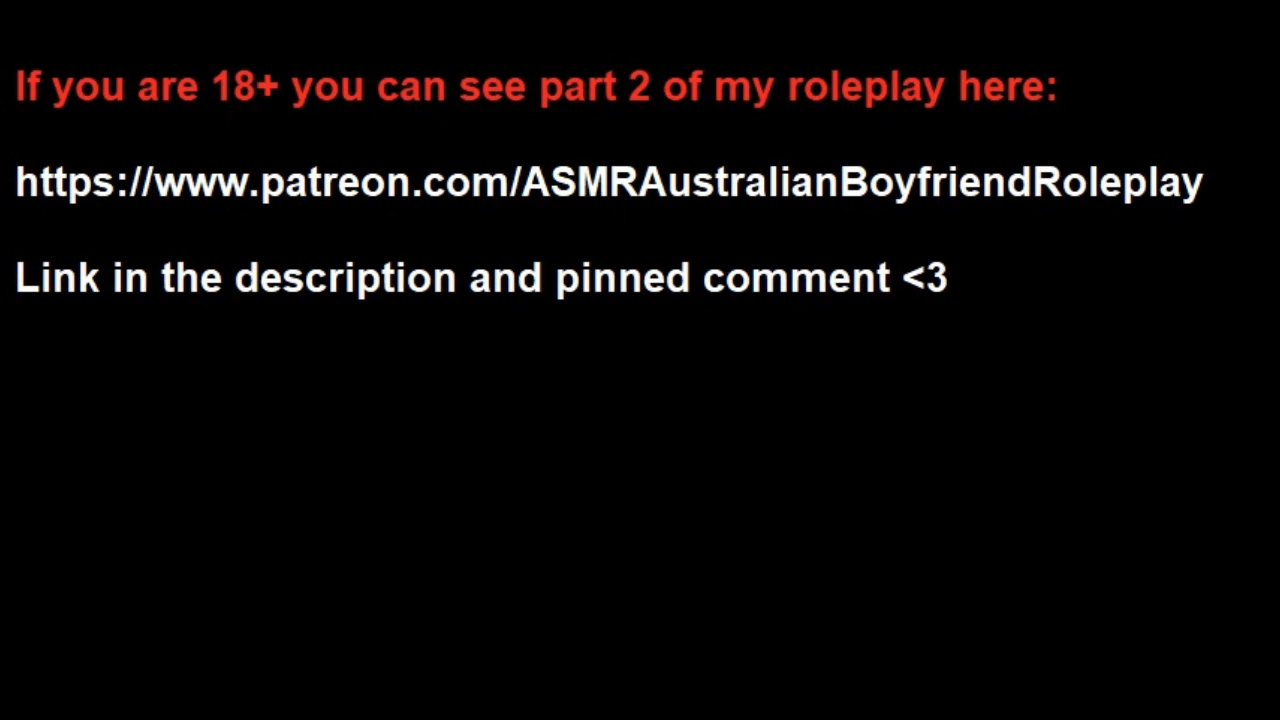 If you are 18+ you can see part 2 of my roleplay here:
https://www.patreon.com/ASMRAustralianBoyfriendRoleplay
Link in the description and pinned comment <3